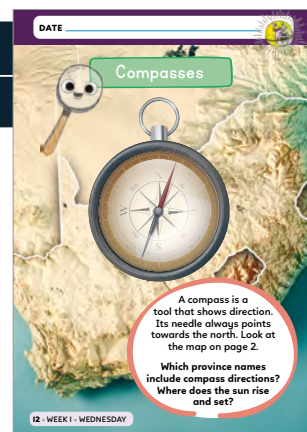 DATE
Compasses
N
E
S
W
A compass is a
tool that shows direction.
Its needle always points
towards the north. Look at
the map on page 2.
Which province names
include compass directions?
Where does the sun rise
and set?
12 • WEEK 1 • WEDNESDAY